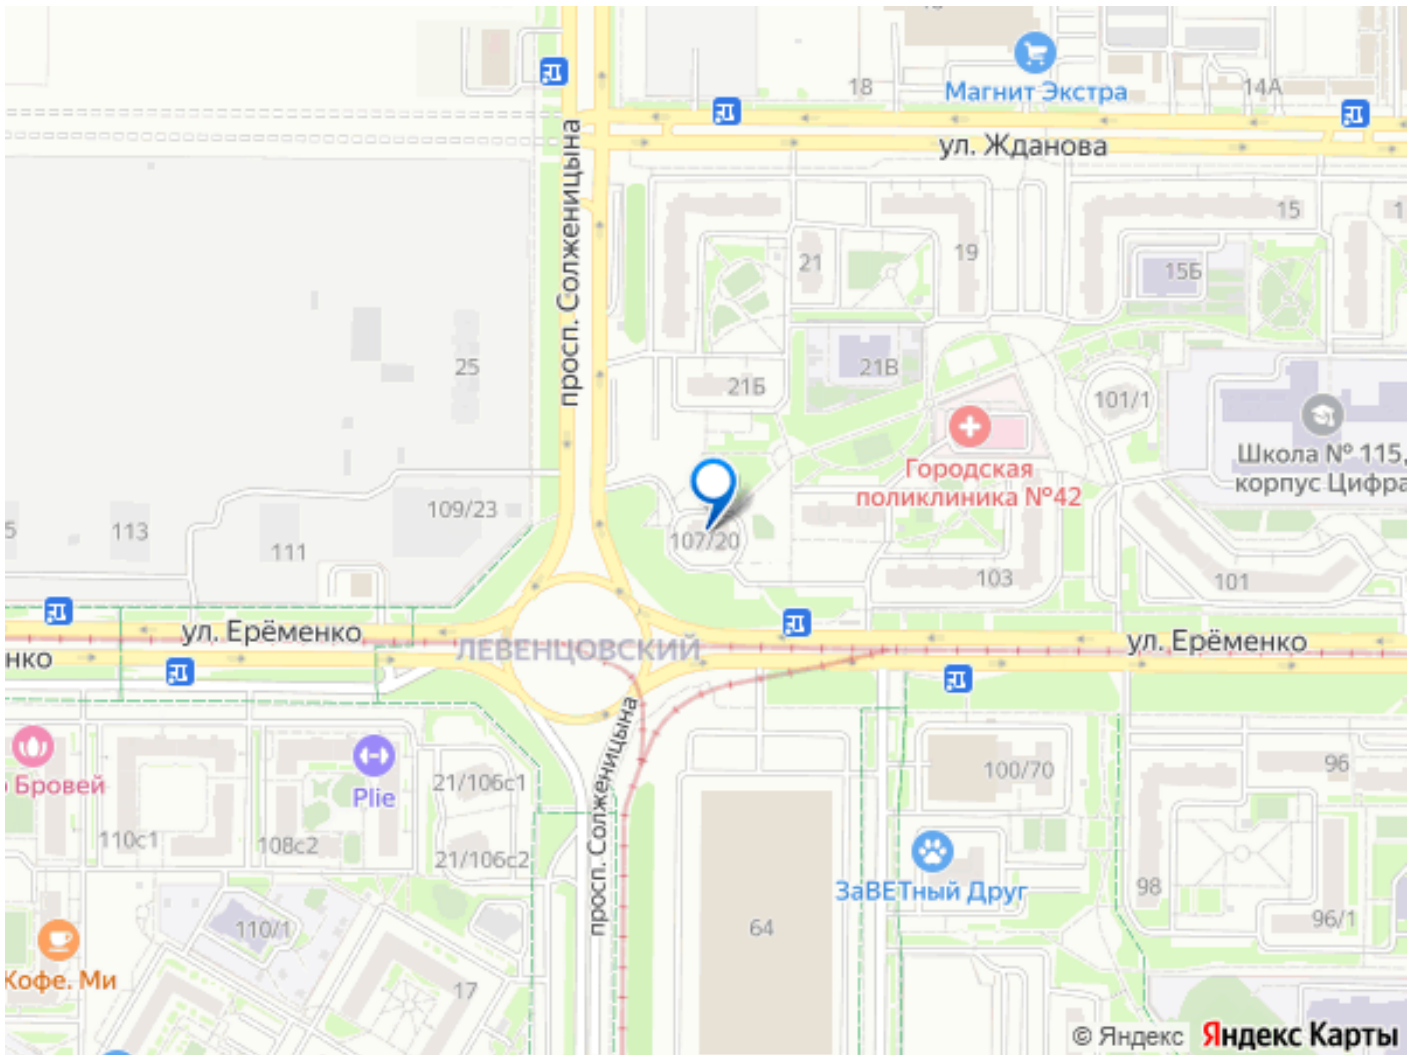 Магнит Экстра
18
14А
ул. Жданова
просп. Солженицына
15
19
21
15Б
25
21В
21Б
101/1
Городская
поликлиника №42
Школа № 115,
корпус Цифра
109/23
113
111
107/20
103
101
ул. Ерёменко
ЛЕВЕНЦОВСКИЙ
ул. Ерёменко
нко
просп. Солженицына
Бровей
Plie
21/106с1
100/70
96
110с1
108с2
21/106с2
ЗаВЕТный Друг
98
96/1
110/1
64
Кофе. Ми
17
© Яндекс Яндекс Карты